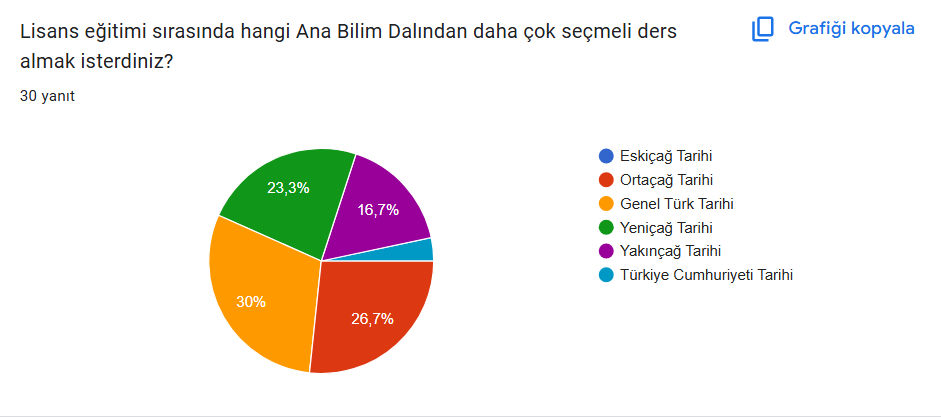 Lisans eğitimi sırasında hangi Ana Bilim Dalından daha çok seçmeli ders
almak isterdiniz?
Grafiği kopyala
30 yanıt
23,3%
16,7%
30%
26,7%
Eskiçağ Tarihi
Ortaçağ Tarihi
Genel Türk Tarihi
Yeniçağ Tarihi
Yakınçağ Tarihi
Türkiye Cumhuriyeti Tarihi